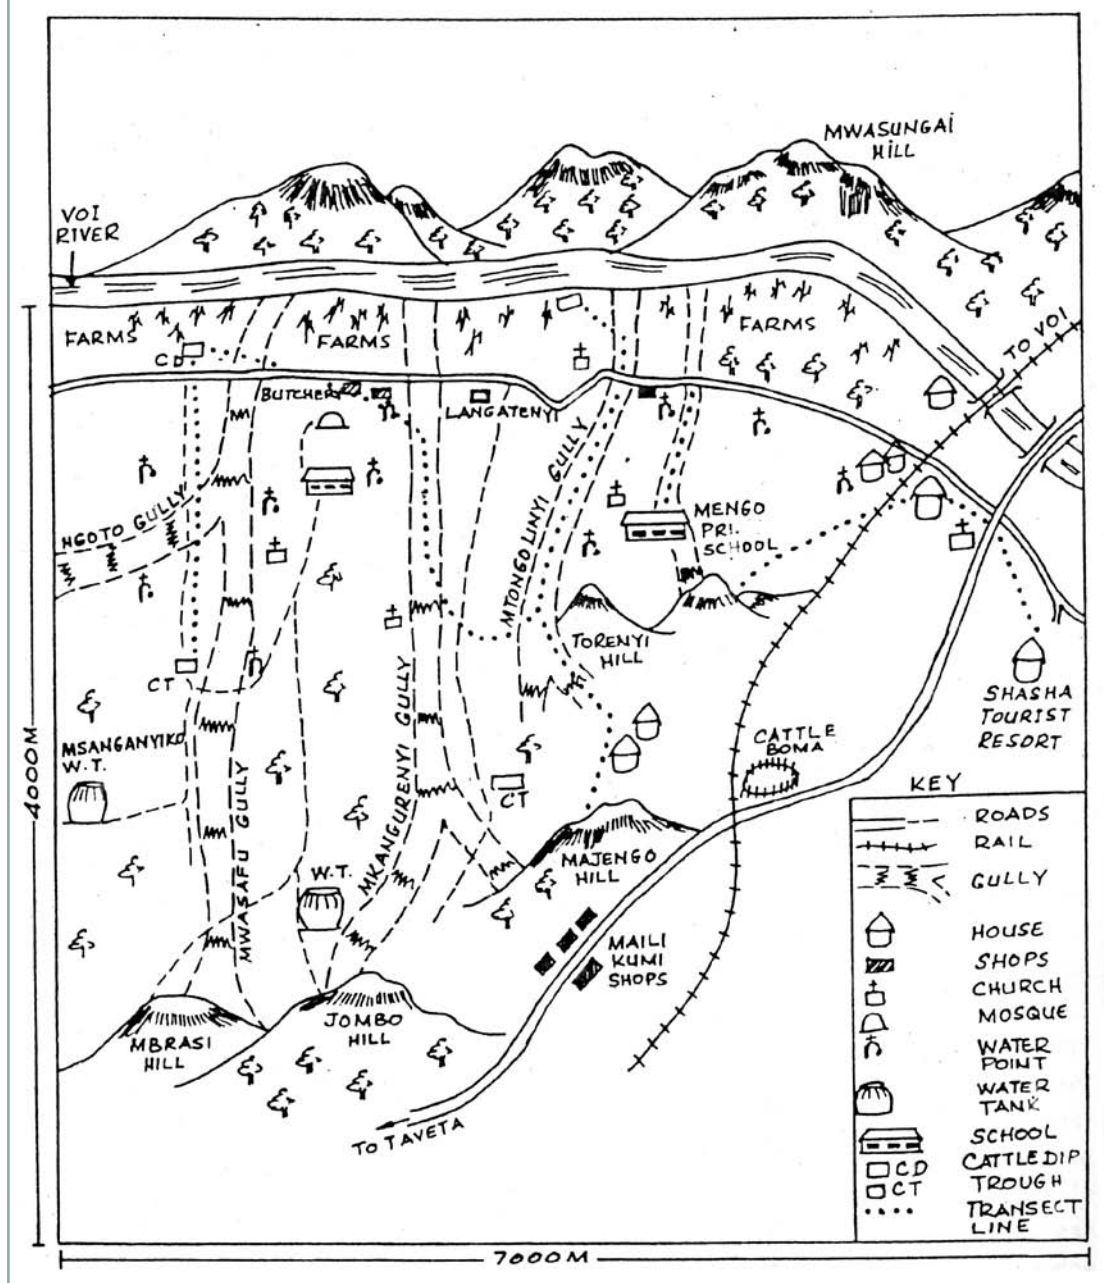 MWASUNGAI
HILL
VOI
RIVER
TO VOI
FARMS
FARMS
FARMS
CD
BUTCHERY
LANGATENYI
NGOTO GULLY
MTONGOLINYI GULLY
MENGO
PRI.
SCHOOL
TORENYI
HILL
CT
SHASHA
TOURIST
RESORT
MSANGANYIKO
W.T.
MWASAFU GULLY
MKANGURENYI GULLY
CATTLE
BOMA
CT
W.T.
MAJENGO
HILL
MAILI
KUMI
SHOPS
MBRASI
HILL
JOMBO
HILL
TO TAVETA
KEY
ROADS
RAIL
GULLY
HOUSE
SHOPS
CHURCH
MOSQUE
WATER
POINT
WATER
TANK
SCHOOL
CD CATTLE DIP
CT TROUGH
TRANSECT
LINE
4000M
7000M